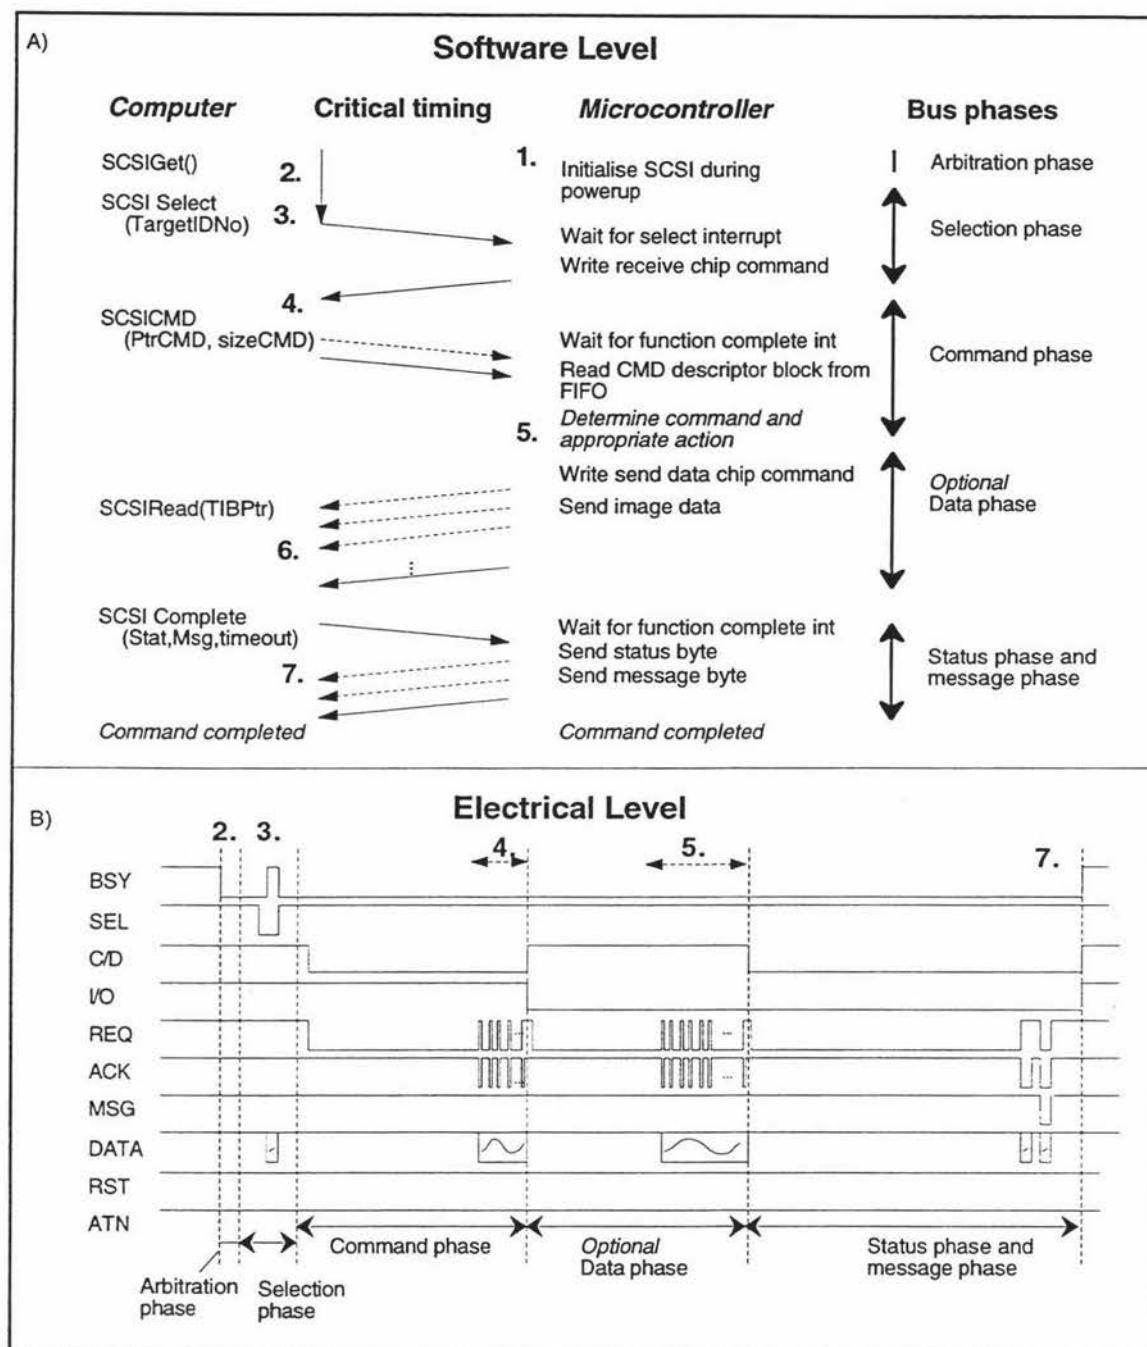 A)
Software Level
Computer Critical timing Microcontroller Bus phases
SCSIGet()
2.
1.
Initialise SCSI during
powerup
Arbitration phase
SCSI Select
(TargetIDNo)
3.
Wait for select interrupt
Write receive chip command
Selection phase
4.
SCSICMD
(PtrCMD, sizeCMD)
Wait for function complete int
Read CMD descriptor block from
FIFO
Command phase
5.
Determine command and
appropriate action
Write send data chip command
SCSIRead(TIBPtr)
Send image data
Optional
Data phase
6.
SCSI Complete
(Stat,Msg,timeout)
Wait for function complete int
Send status byte
Send message byte
7.
Status phase and
message phase
Command completed
Command completed
B)
Electrical Level
2. 3. 4. 5. 7.
BSY
SEL
C/D
I/O
REQ
...
...
ACK
...
...
MSG
DATA
RST
ATN
Arbitration
phase
Selection
phase
Command phase
Optional
Data phase
Status phase and
message phase